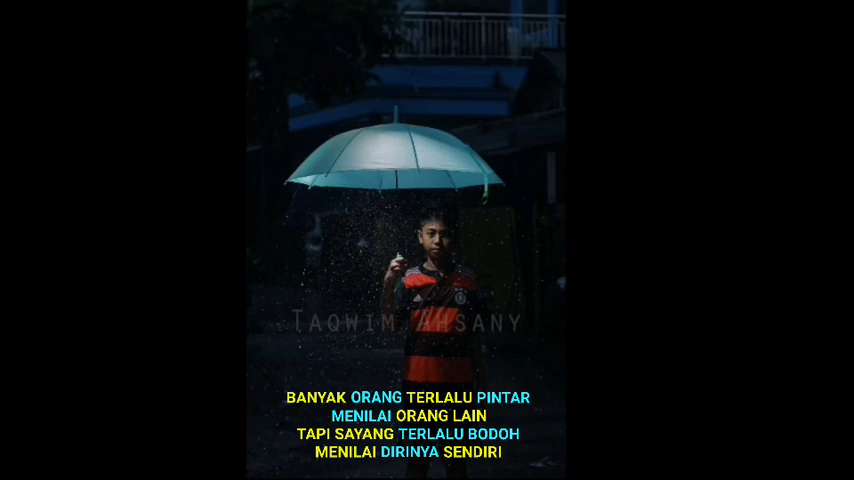 TAQWIM AHSANY
BANYAK ORANG TERLALU PINTAR
MENILAI ORANG LAIN
TAPI SAYANG TERLALU BODOH
MENILAI DIRINYA SENDIRI